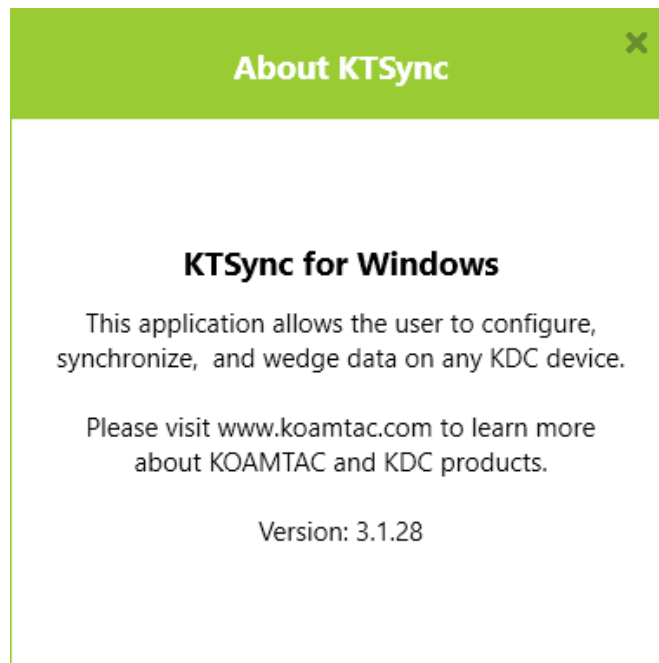 About KTSync
KTSync for Windows
This application allows the user to configure,
synchronize,  and wedge data on any KDC device.
Please visit www.koamtac.com to learn more
about KOAMTAC and KDC products.
Version: 3.1.28